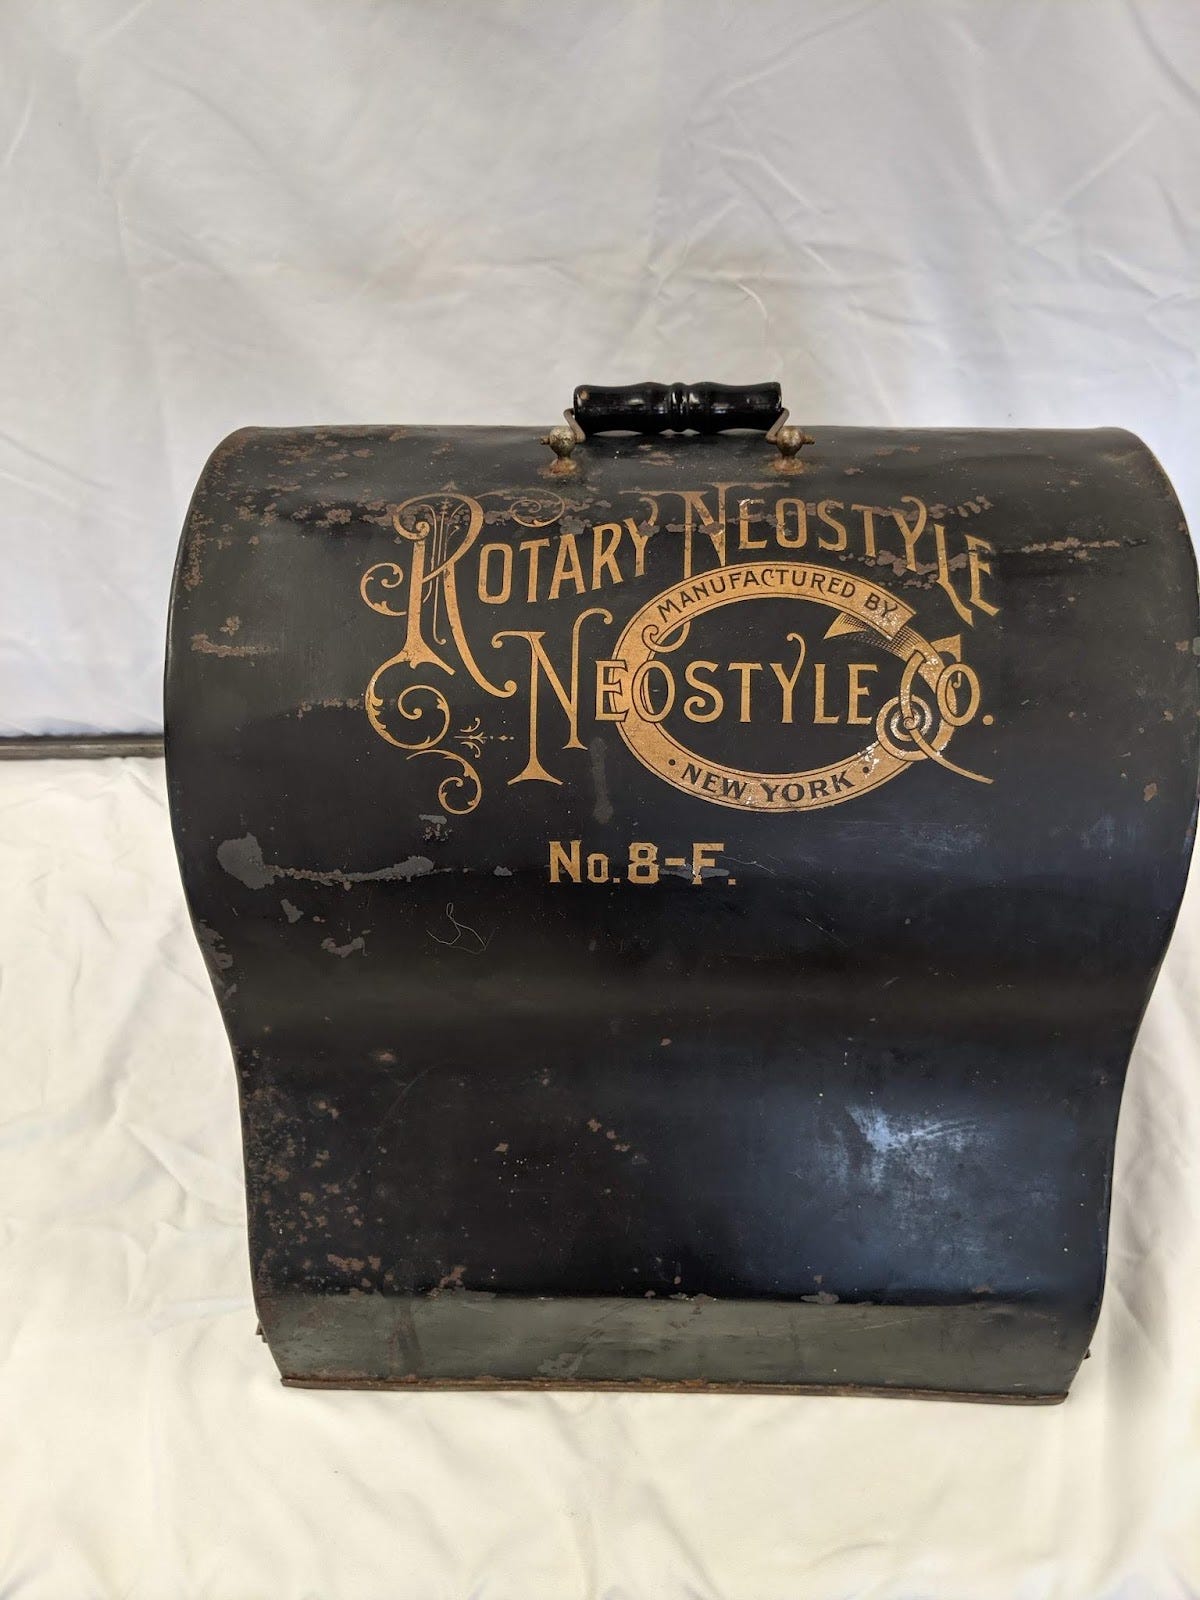 ROTARY NEOSTYLE
MANUFACTURED BY
NEOSTYLE CO.
· NEW YORK ·
No. 8-F.